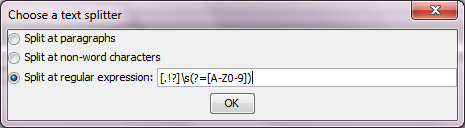 Choose a text splitter
Split at paragraphs
Split at non-word characters
Split at regular expression: [.!?]\s(?=[A-Z0-9])
OK